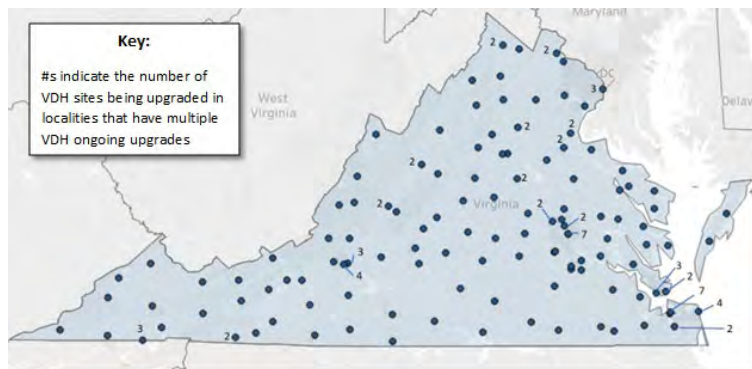 Maryland
Key:
#s indicate the number of
VDH sites being upgraded in
localities that have multiple
VDH ongoing upgrades
2
2
DC
3
West
Virginia
Delaw
2
2
2
2
2
2
Virginia
2
2
7
3
4
3
2
7
4
3
2
2